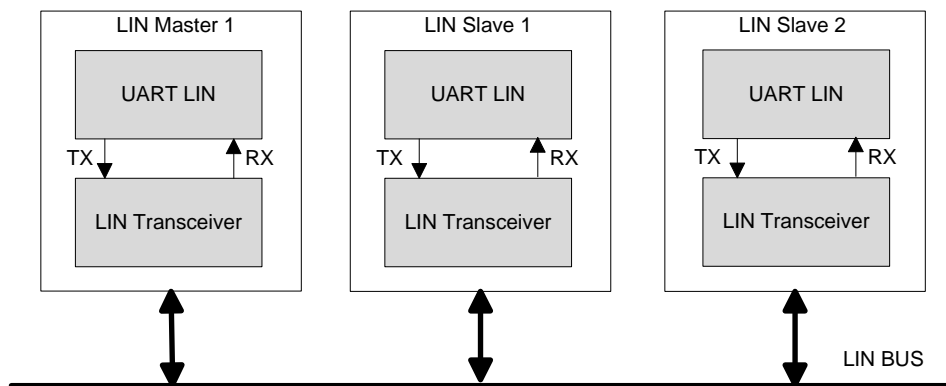 LIN Master 1
LIN Slave 1
LIN Slave 2
UART LIN
UART LIN
UART LIN
TX
RX
TX
RX
TX
RX
LIN Transceiver
LIN Transceiver
LIN Transceiver
LIN BUS